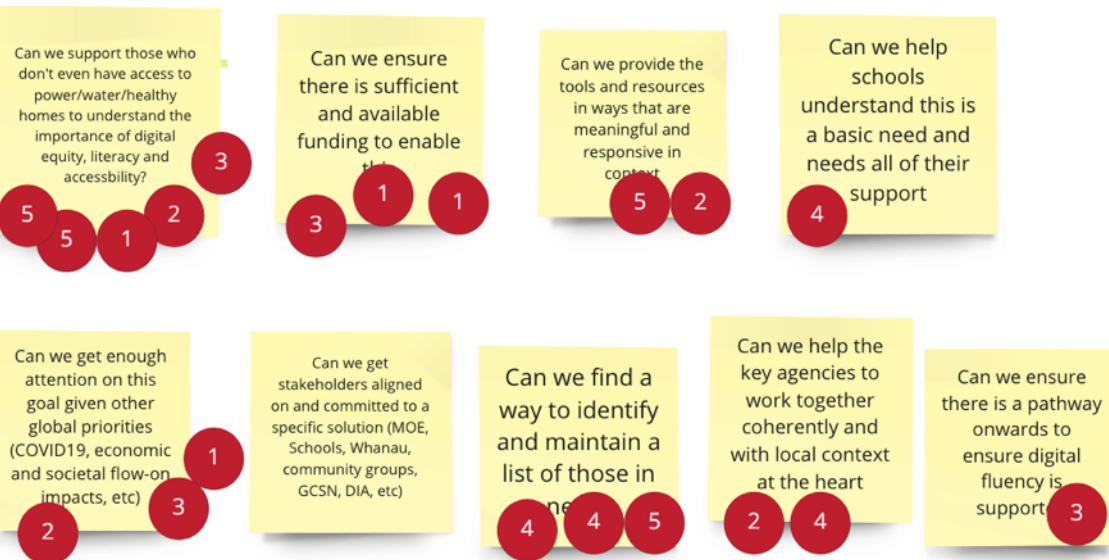 Can we support those who
don't even have access to
power/water/healthy
homes to understand the
importance of digital
equity, literacy and
accessbility?
3
5
5
1
2
Can we ensure
there is sufficient
and available
funding to enable
3
1
1
Can we provide the
tools and resources
in ways that are
meaningful and
responsive in
context
5
2
Can we help
schools
understand this is
a basic need and
needs all of their
support
4
Can we get enough
attention on this
goal given other
global priorities
(COVID19, economic
and societal flow-on
impacts, etc)
1
3
2
Can we get
stakeholders aligned
on and committed to a
specific solution (MOE,
Schools, Whanau,
community groups,
GCSN, DIA, etc)
Can we find a
way to identify
and maintain a
list of those in
4
4
5
Can we help the
key agencies to
work together
coherently and
with local context
at the heart
2
4
Can we ensure
there is a pathway
onwards to
ensure digital
fluency is
3